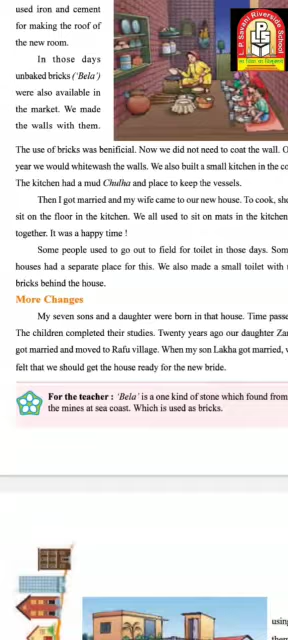 used iron and cement
for making the roof of
the new room.
In those days
unbaked bricks ('Bela')
were also available in
the market. We made
the walls with them.
L.P. Savani Riverside School
LPS
The use of bricks was benificial. Now we did not need to coat the wall. O
year we would whitewash the walls. We also built a small kitchen in the co
The kitchen had a mud Chulha and place to keep the vessels.
Then I got married and my wife came to our new house. To cook, she
sit on the floor in the kitchen. We all used to sit on mats in the kitchen
together. It was a happy time !
Some people used to go out to field for toilet in those days. Som
houses had a separate place for this. We also made a small toilet with
bricks behind the house.
More Changes
My seven sons and a daughter were born in that house. Time passe
The children completed their studies. Twenty years ago our daughter Zar
got married and moved to Rafu village. When my son Lakha got married,
felt that we should get the house ready for the new bride.
For the teacher : 'Bela' is a one kind of stone which found from
the mines at sea coast. Which is used as bricks.
using